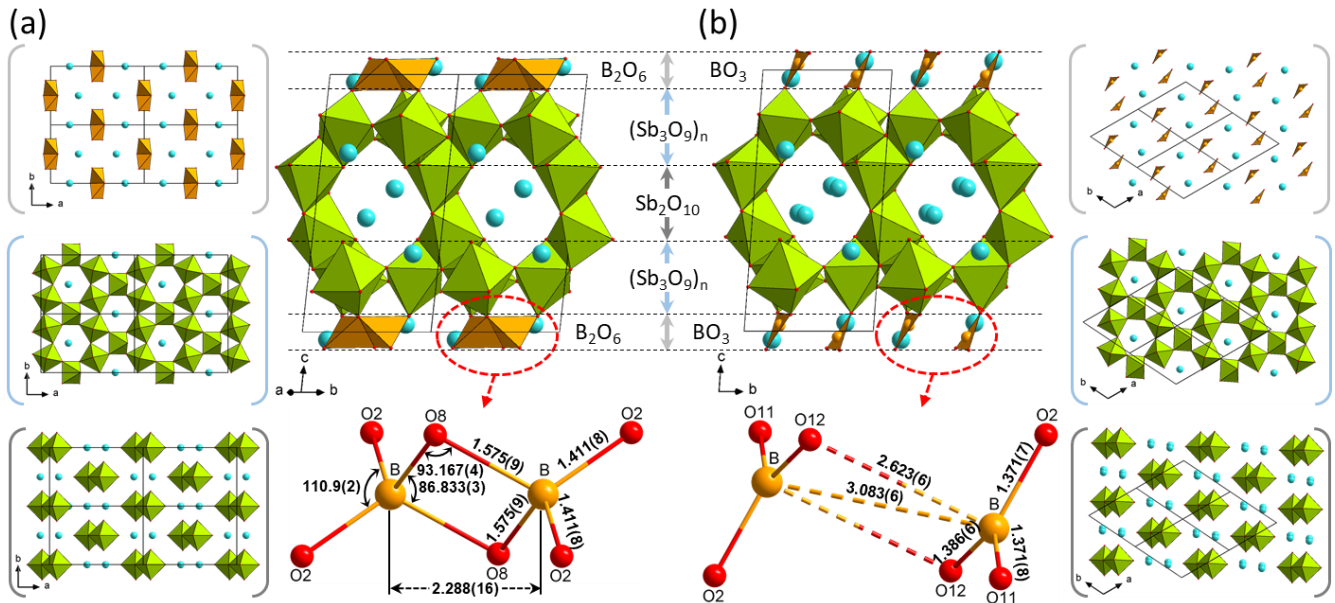 (a)
(b)
B₂O₆
BO₃
(Sb₃O₉)ₙ
Sb₂O₁₀
(Sb₃O₉)ₙ
B₂O₆
BO₃
b
a
b
a
b
a
c
a
b
c
b
b
a
b
a
b
a
O2
O8
O2
1.575(9)
1.411(8)
B
B
93.167(4)
86.833(3)
110.9(2)
1.575(9)
1.411(8)
O2
O8
O2
2.288(16)
O11
O12
O2
B
2.623(6)
1.371(7)
3.083(6)
B
1.386(6)
1.371(8)
O2
O12
O11